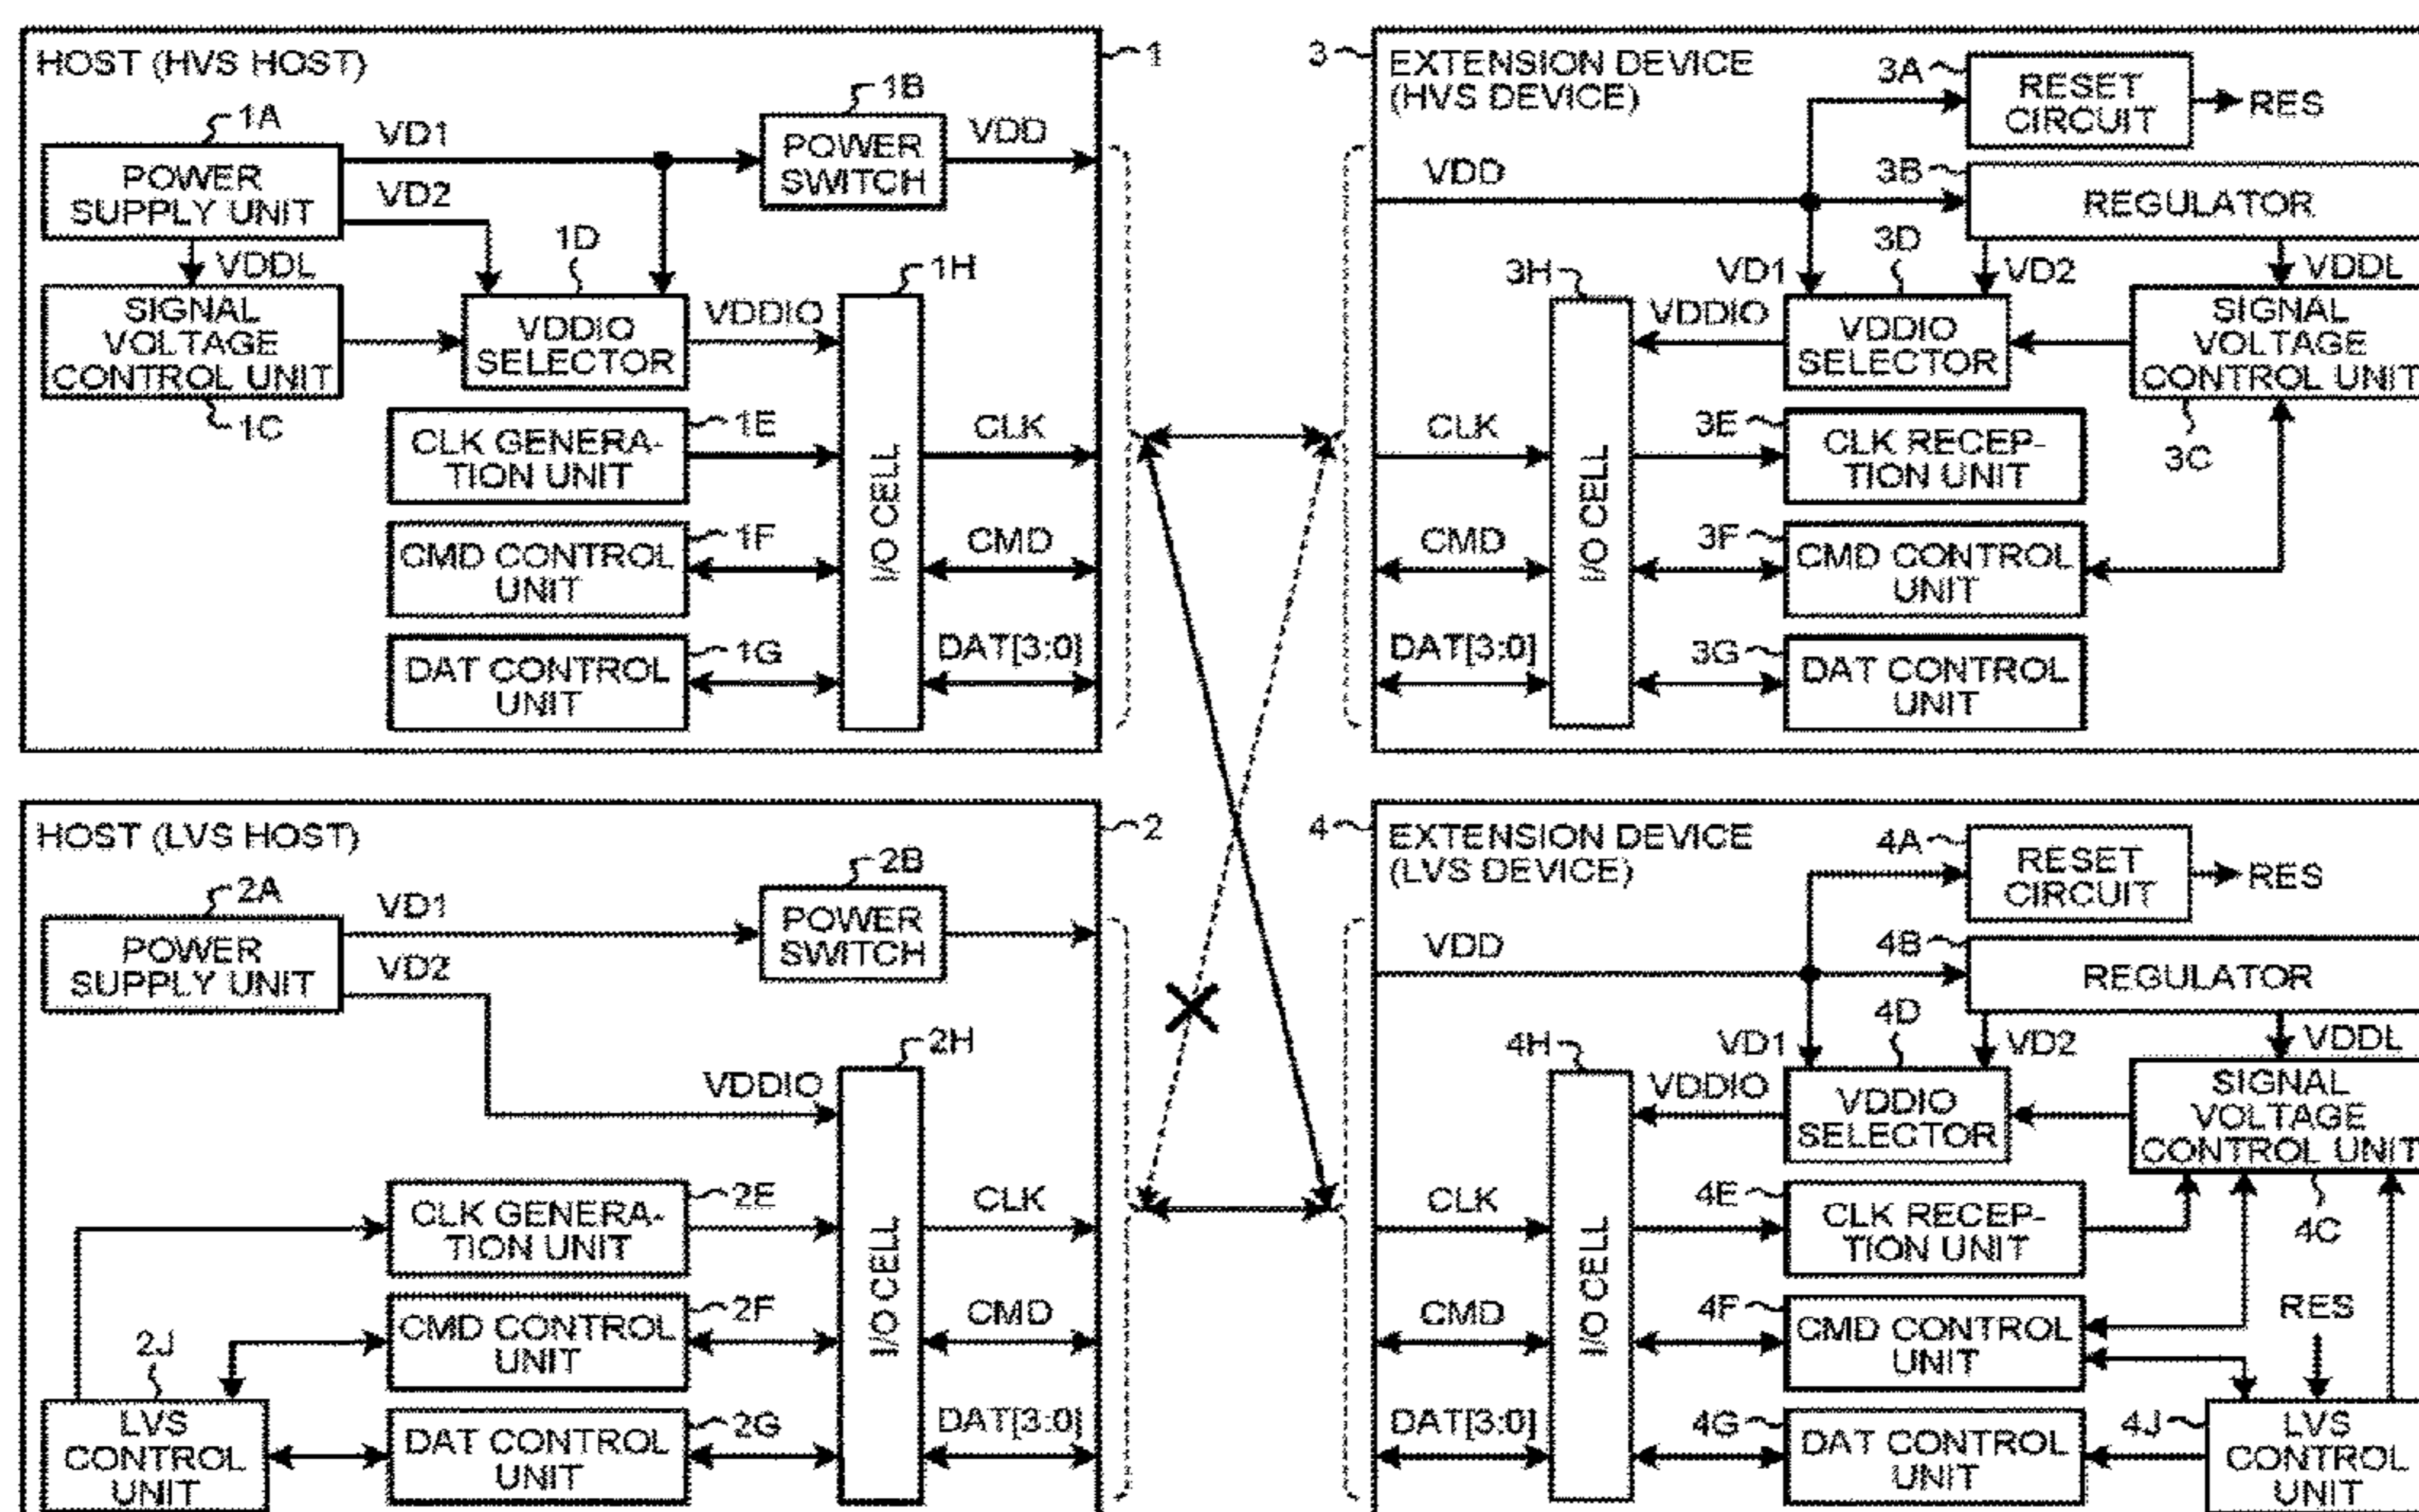 HOST (HVS HOST)
1
1A
POWER
SUPPLY UNIT
VD1
VD2
VDDL
1B
POWER
SWITCH
VDD
SIGNAL
VOLTAGE
CONTROL UNIT
1C
1D
VDDIO
SELECTOR
VDDIO
1H
I/O CELL
CLK GENERA-
TION UNIT
1E
CLK
CMD CONTROL
UNIT
1F
CMD
DAT CONTROL
UNIT
1G
DAT[3:0]
3
EXTENSION DEVICE
(HVS DEVICE)
3A
RESET
CIRCUIT
RES
VDD
3B
REGULATOR
3D
VD1
VD2
VDDL
3H
VDDIO
VDDIO
SELECTOR
SIGNAL
VOLTAGE
CONTROL UNIT
3C
I/O CELL
CLK
3E
CLK RECEP-
TION UNIT
CMD
3F
CMD CONTROL
UNIT
DAT[3:0]
3G
DAT CONTROL
UNIT
HOST (LVS HOST)
2
2A
POWER
SUPPLY UNIT
VD1
VD2
2B
POWER
SWITCH
VDDIO
2H
I/O CELL
CLK GENERA-
TION UNIT
2E
CLK
CMD CONTROL
UNIT
2F
CMD
2J
LVS
CONTROL
UNIT
DAT CONTROL
UNIT
2G
DAT[3:0]
4
EXTENSION DEVICE
(LVS DEVICE)
4A
RESET
CIRCUIT
RES
VDD
4B
REGULATOR
4D
VD1
VD2
VDDL
4H
VDDIO
VDDIO
SELECTOR
SIGNAL
VOLTAGE
CONTROL UNIT
4C
I/O CELL
CLK
4E
CLK RECEP-
TION UNIT
CMD
4F
CMD CONTROL
UNIT
RES
DAT[3:0]
4G
DAT CONTROL
UNIT
4J
LVS
CONTROL
UNIT